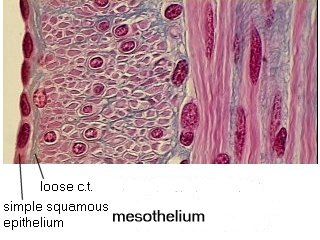 loose c.t.
simple squamous
epithelium
mesothelium